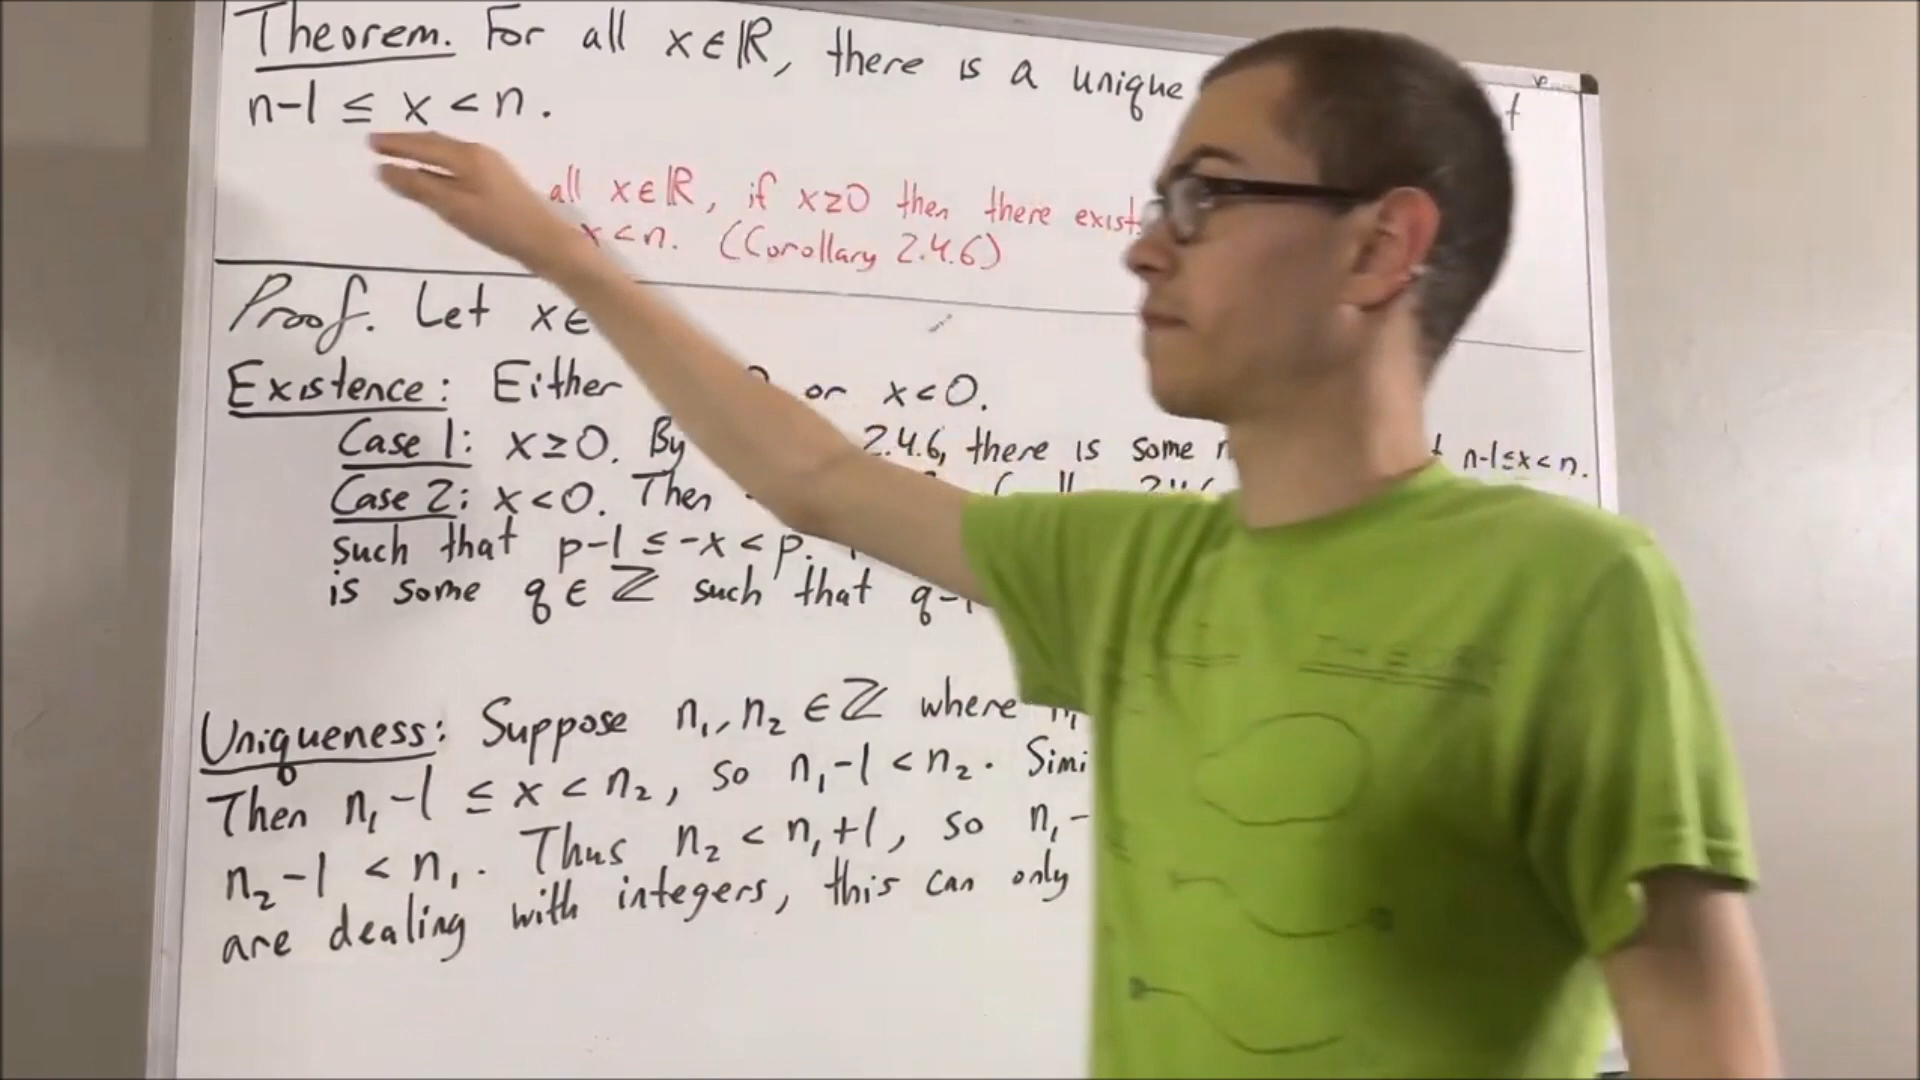 Theorem. For all x∈ℝ, there is a unique
n-1 ≤ x < n.
all x∈ℝ, if x≥0 then there exist
x<n. (Corollary 2.4.6)
Proof. Let x∈
Existence: Either or x<0.
Case 1: x≥0. By 2.4.6, there is some n-1≤x<n.
Case 2: x<0. Then
such that p-1 ≤ -x < p.
is some q∈ℤ such that q-1
Uniqueness: Suppose n₁, n₂ ∈ℤ where n₁
Then n₁-1 ≤ x < n₂, so n₁-1 < n₂. Simi
n₂-1 < n₁. Thus n₂ < n₁+1, so n₁-
are dealing with integers, this can only
THEORY